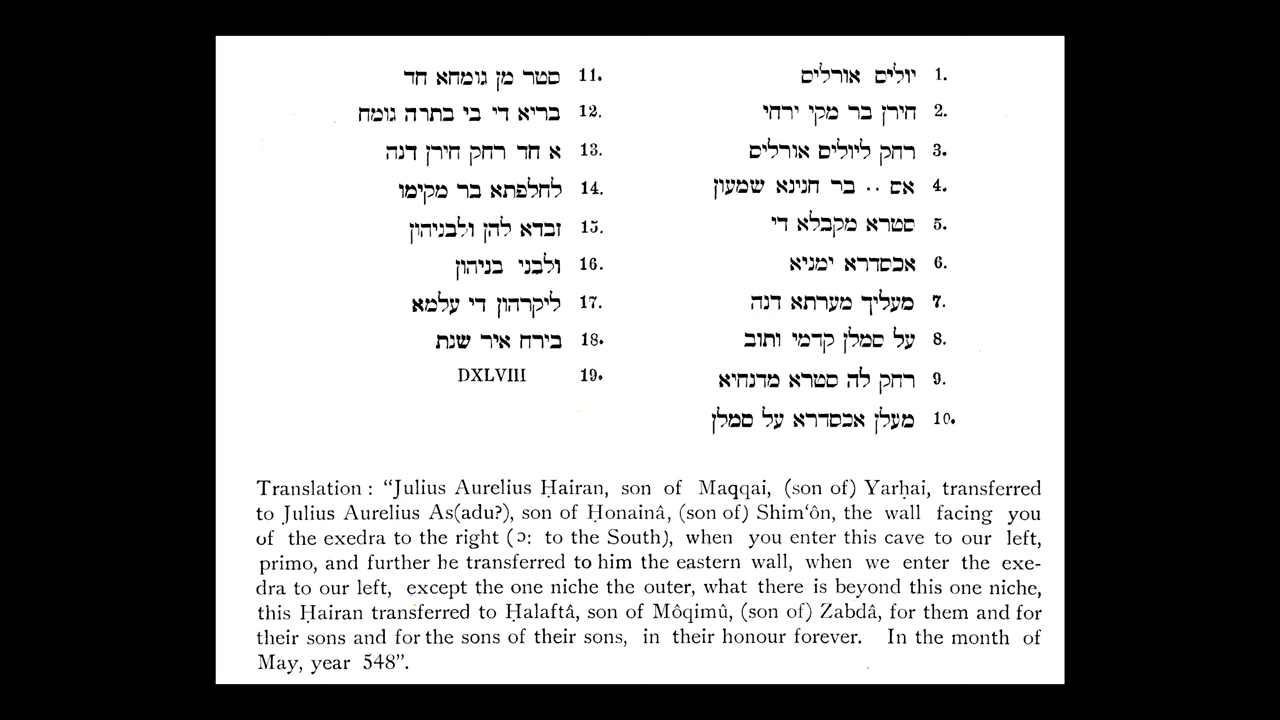 1. יולים אורלים
2. חירן בר מקי ירחי
3. רחק ליולים אורלים
4. אס .. בר חנינא שמעון
5. סטרא מקבלא די
6. אכסדרא ימניא
7. מעליך מערתא דנה
8. על סמלן קדמי ותוב
9. רחק לה סטרא מדנחיא
10. מעלן אכסדרא על סמלן
11. סטר מן גומחא חד
12. בריא די בי בתרה גומח
13. א חד רחק חירן דנה
14. לחלפתא בר מקימו
15. זבדא להן ולבניהון
16. ולבני בניהון
17. ליקרהון די עלמא
18. בירח איר שנת
19. DXLVIII
Translation : “Julius Aurelius Ḥairan, son of Maqqai, (son of) Yarḥai, transferred
to Julius Aurelius As(adu?), son of Ḥonainâ, (son of) Shim‘ôn, the wall facing you
of the exedra to the right (ɔ: to the South), when you enter this cave to our left,
primo, and further he transferred to him the eastern wall, when we enter the exe-
dra to our left, except the one niche the outer, what there is beyond this one niche,
this Ḥairan transferred to Ḥalaftâ, son of Môqimû, (son of) Zabdâ, for them and for
their sons and for the sons of their sons, in their honour forever. In the month of
May, year 548”.